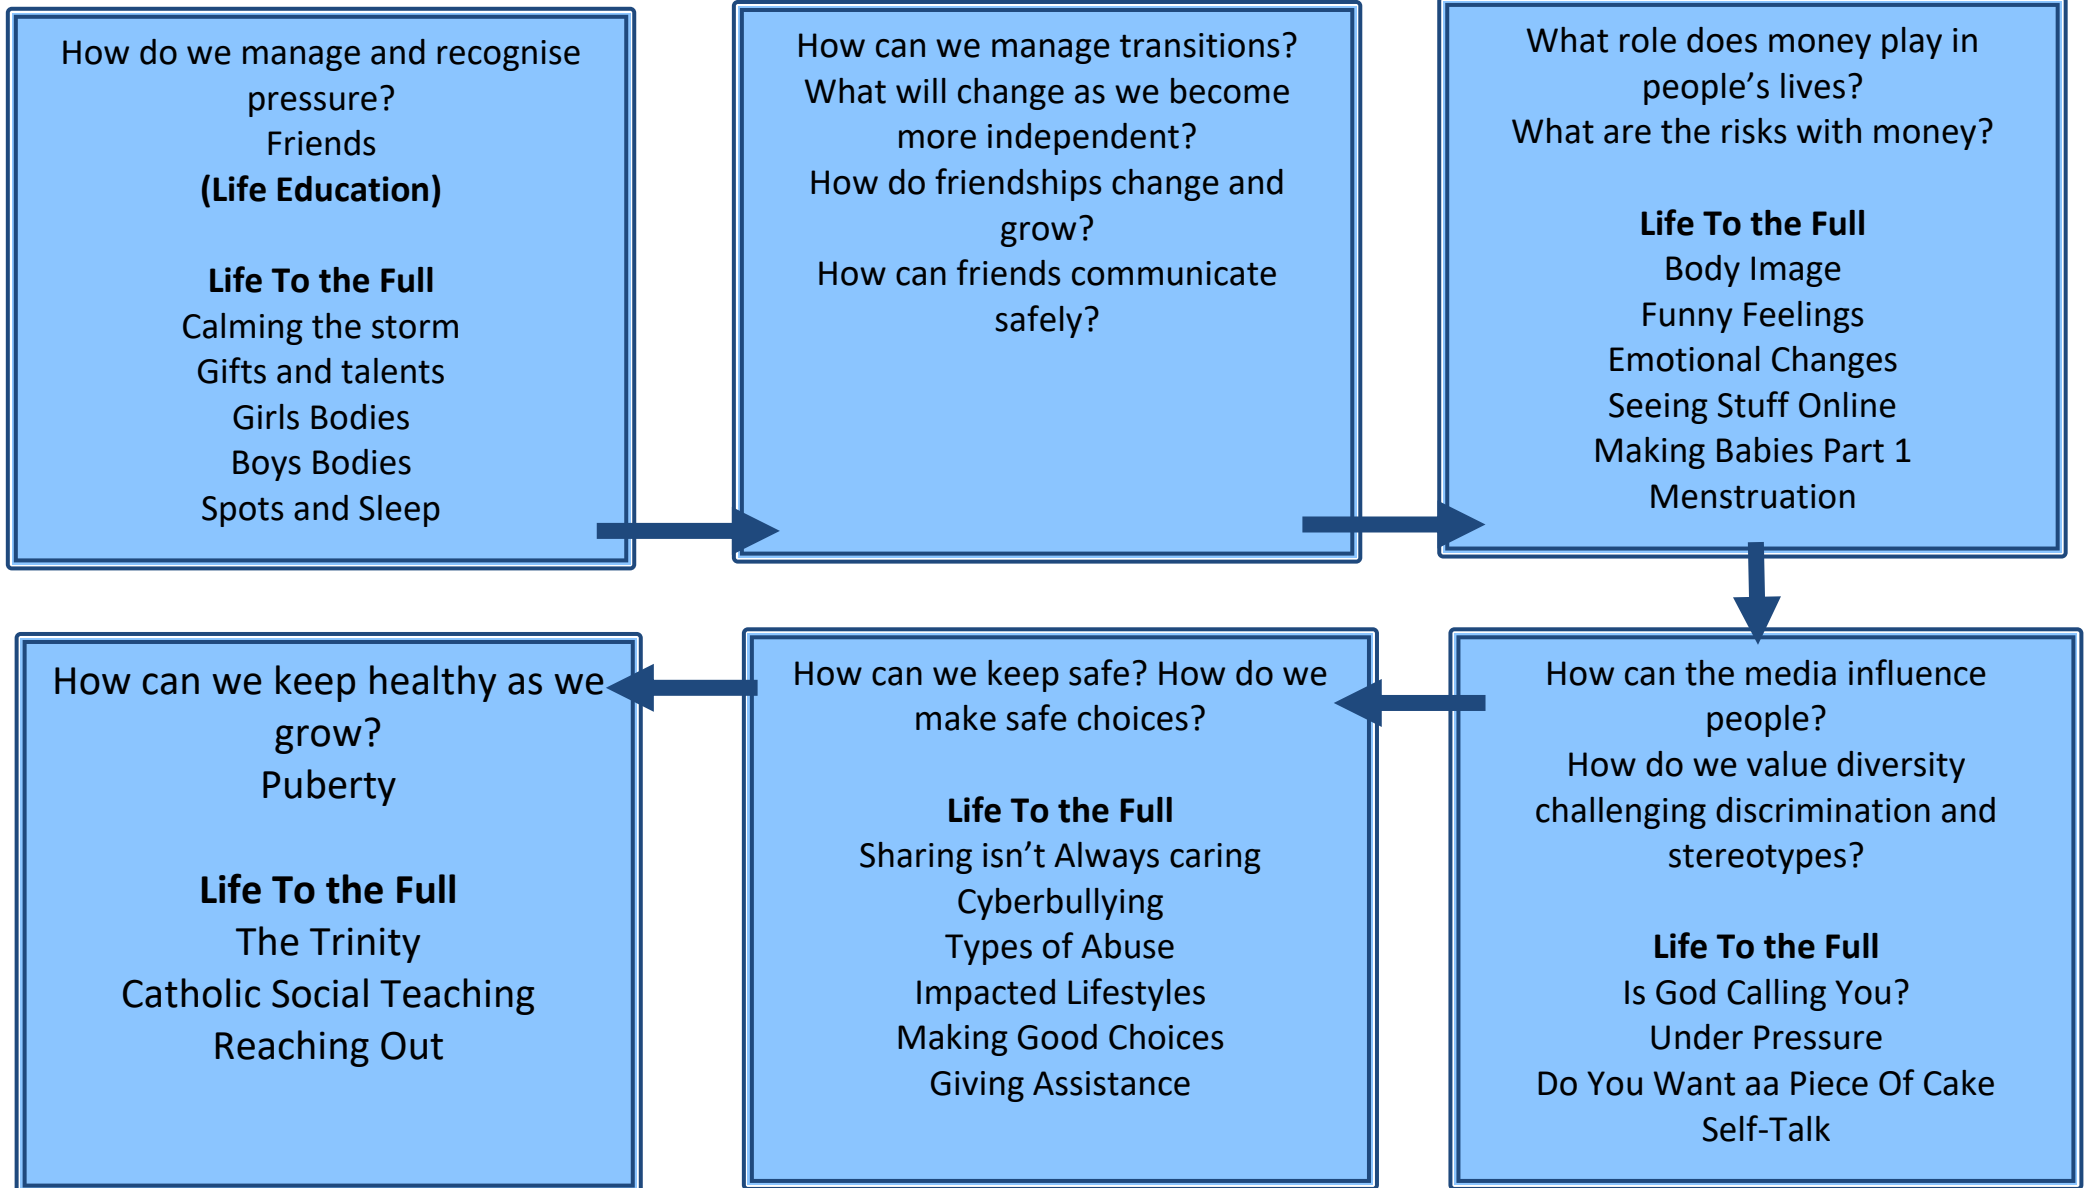 How do we manage and recognise
pressure?
Friends
(Life Education)
Life To the Full
Calming the storm
Gifts and talents
Girls Bodies
Boys Bodies
Spots and Sleep
How can we manage transitions?
What will change as we become
more independent?
How do friendships change and
grow?
How can friends communicate
safely?
What role does money play in
people’s lives?
What are the risks with money?
Life To the Full
Body Image
Funny Feelings
Emotional Changes
Seeing Stuff Online
Making Babies Part 1
Menstruation
How can the media influence
people?
How do we value diversity
challenging discrimination and
stereotypes?
Life To the Full
Is God Calling You?
Under Pressure
Do You Want aa Piece Of Cake
Self-Talk
How can we keep safe? How do we
make safe choices?
Life To the Full
Sharing isn’t Always caring
Cyberbullying
Types of Abuse
Impacted Lifestyles
Making Good Choices
Giving Assistance
How can we keep healthy as we
grow?
Puberty
Life To the Full
The Trinity
Catholic Social Teaching
Reaching Out